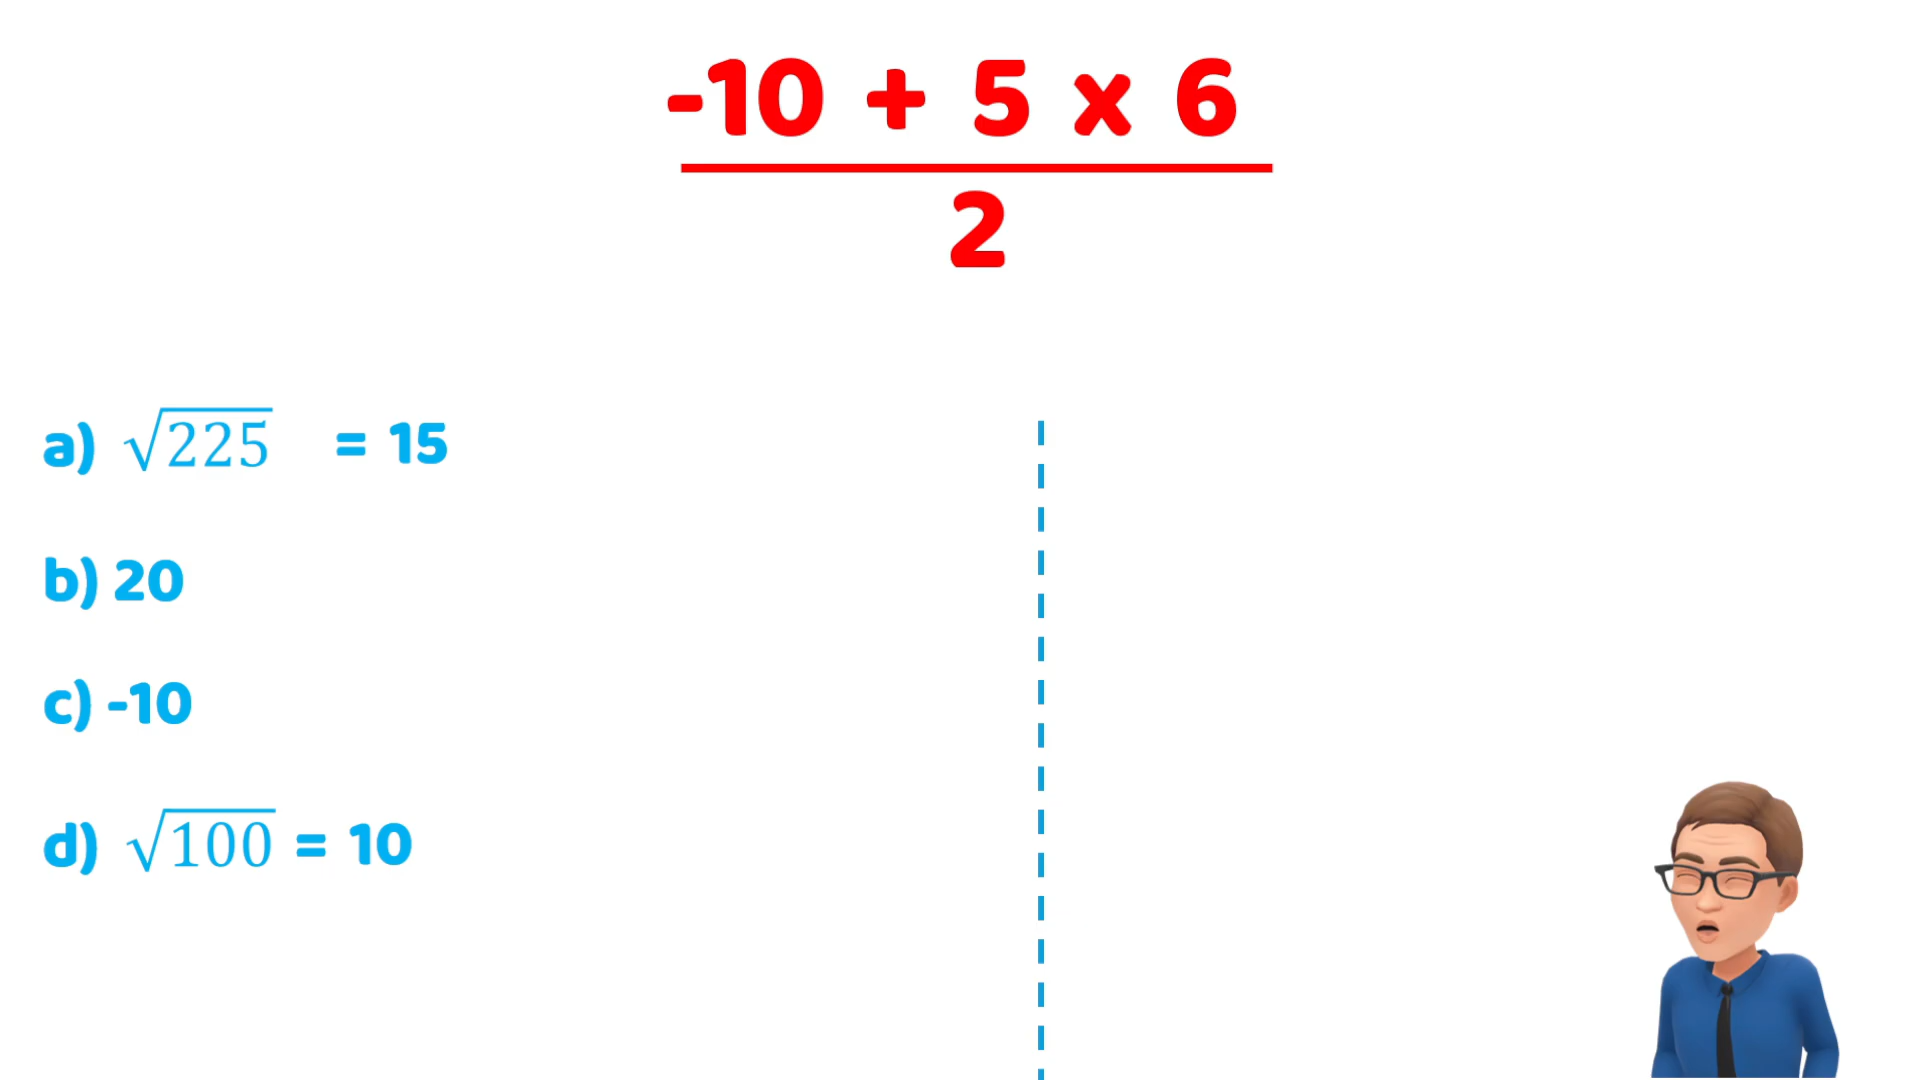 -10 + 5 x 6
2
a) √225 = 15
b) 20
c) -10
d) √100 = 10